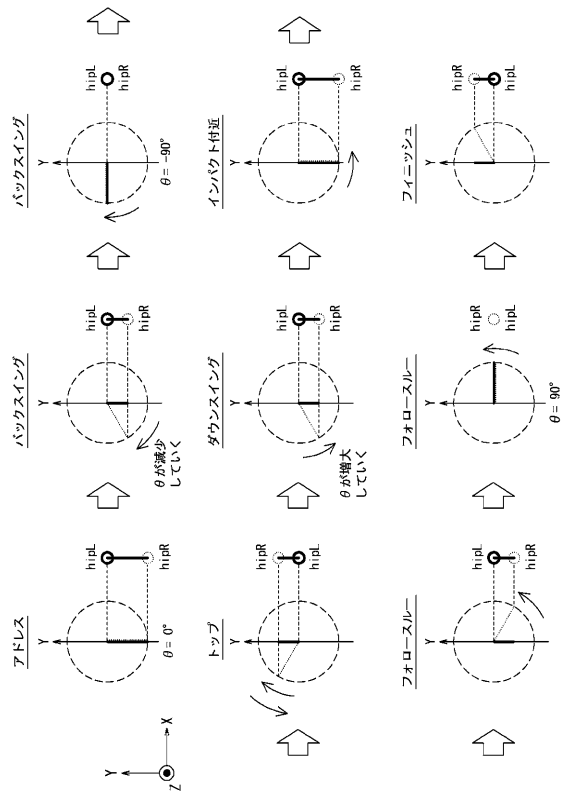 アドレス
Y
hipL
hipR
θ = 0°
バックスイング
Y
hipL
hipR
θが減少
していく
バックスイング
Y
hipL
hipR
θ = −90°
Y
X
Z
トップ
Y
hipR
hipL
ダウンスイング
Y
hipL
hipR
θが増大
していく
インパクト付近
Y
hipL
hipR
フォロースルー
Y
hipL
hipR
フォロースルー
Y
hipR
hipL
θ = 90°
フィニッシュ
Y
hipR
hipL